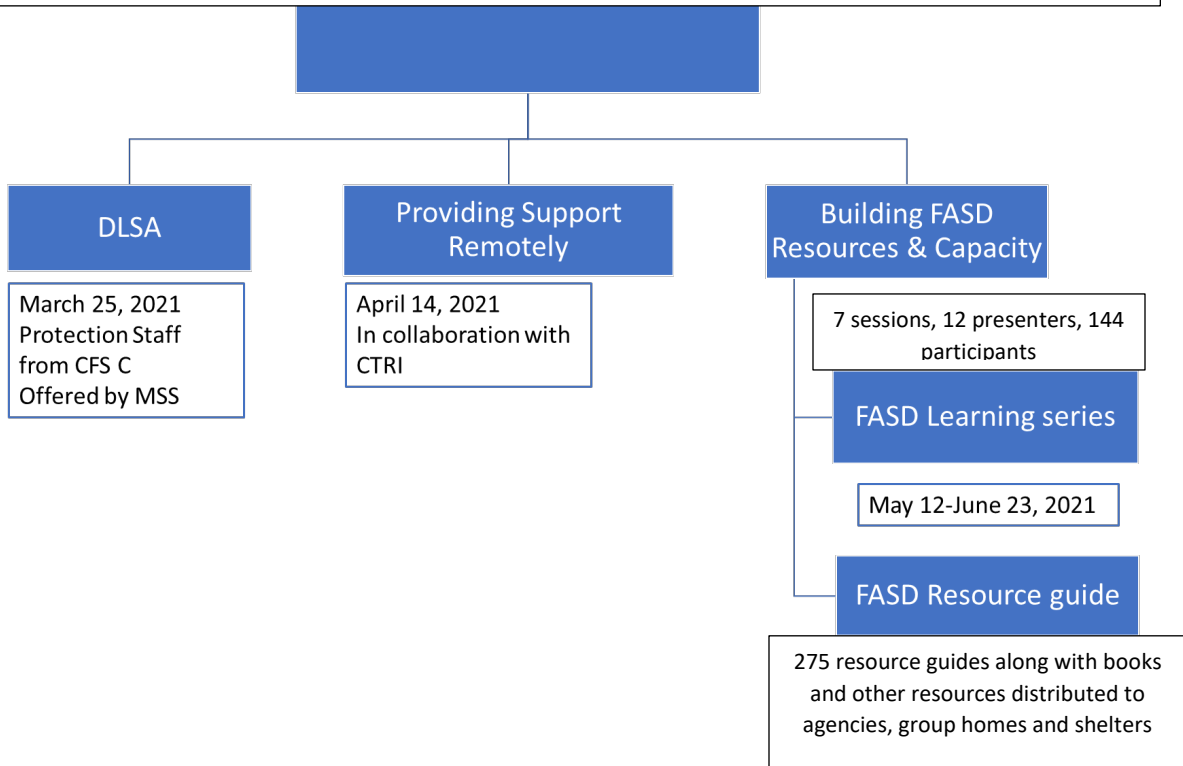 DLSA
March 25, 2021
Protection Staff
from CFS C
Offered by MSS
Providing Support
Remotely
April 14, 2021
In collaboration with
CTRI
Building FASD
Resources & Capacity
7 sessions, 12 presenters, 144
participants
FASD Learning series
May 12-June 23, 2021
FASD Resource guide
275 resource guides along with books
and other resources distributed to
agencies, group homes and shelters